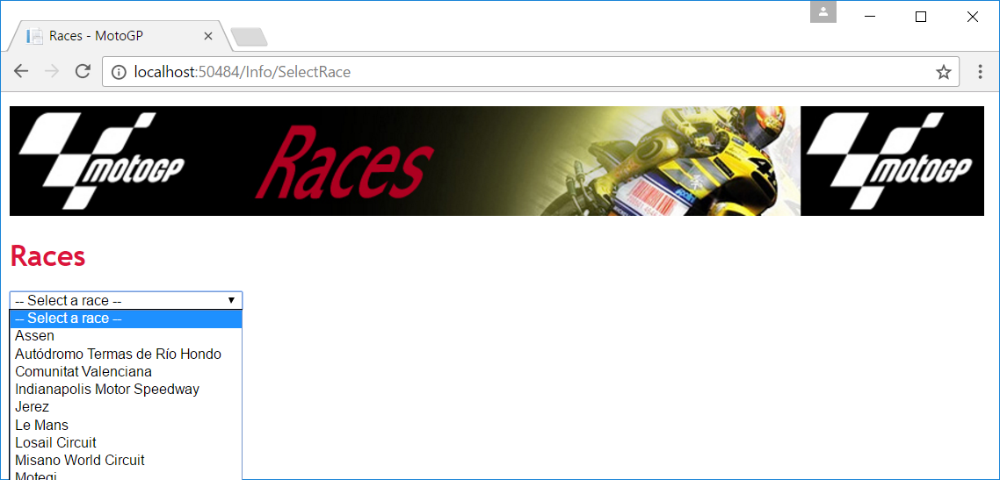 Races - MotoGP
localhost:50484/Info/SelectRace
MOTOGP
Races
MOTOGP
Races
-- Select a race --
-- Select a race --
Assen
Autódromo Termas de Río Hondo
Comunitat Valenciana
Indianapolis Motor Speedway
Jerez
Le Mans
Losail Circuit
Misano World Circuit
Motegi